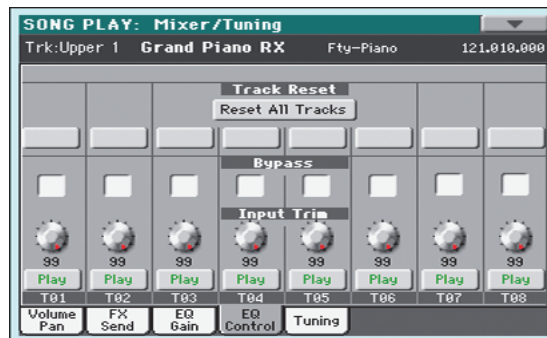 SONG PLAY: Mixer/Tuning
Trk:Upper 1 Grand Piano RX Fty-Piano 121.010.000
Track Reset
Reset All Tracks
Bypass
Input Trim
99 99 99 99 99 99 99 99
Play Play Play Play Play Play Play Play
T01 T02 T03 T04 T05 T06 T07 T08
Volume Pan FX Send EQ Gain EQ Control Tuning